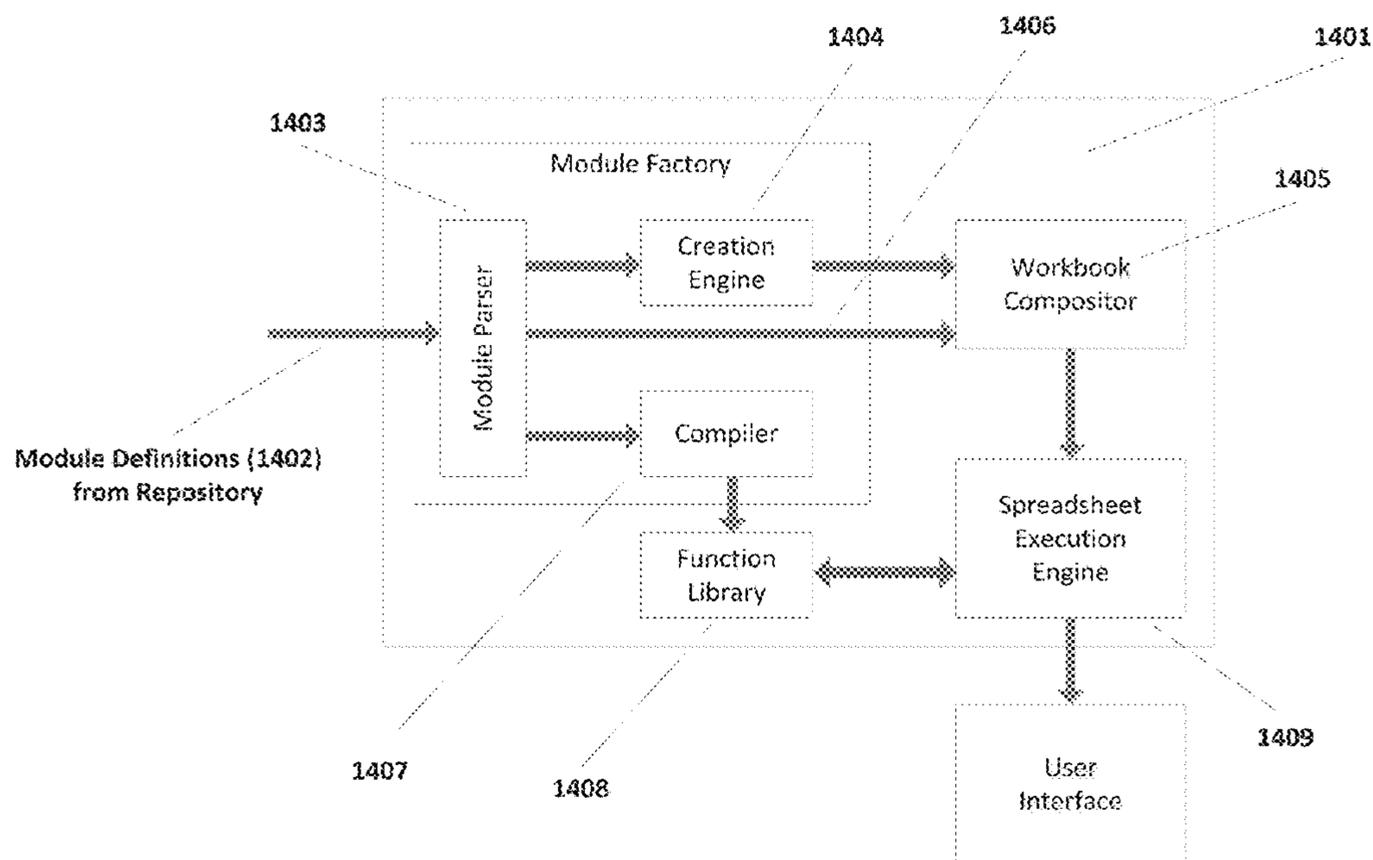 1404
1406
1401
1403
Module Factory
1405
Module Parser
Creation
Engine
Workbook
Compositor
Module Definitions (1402)
from Repository
Compiler
Spreadsheet
Execution
Engine
Function
Library
1407
1408
1409
User
Interface